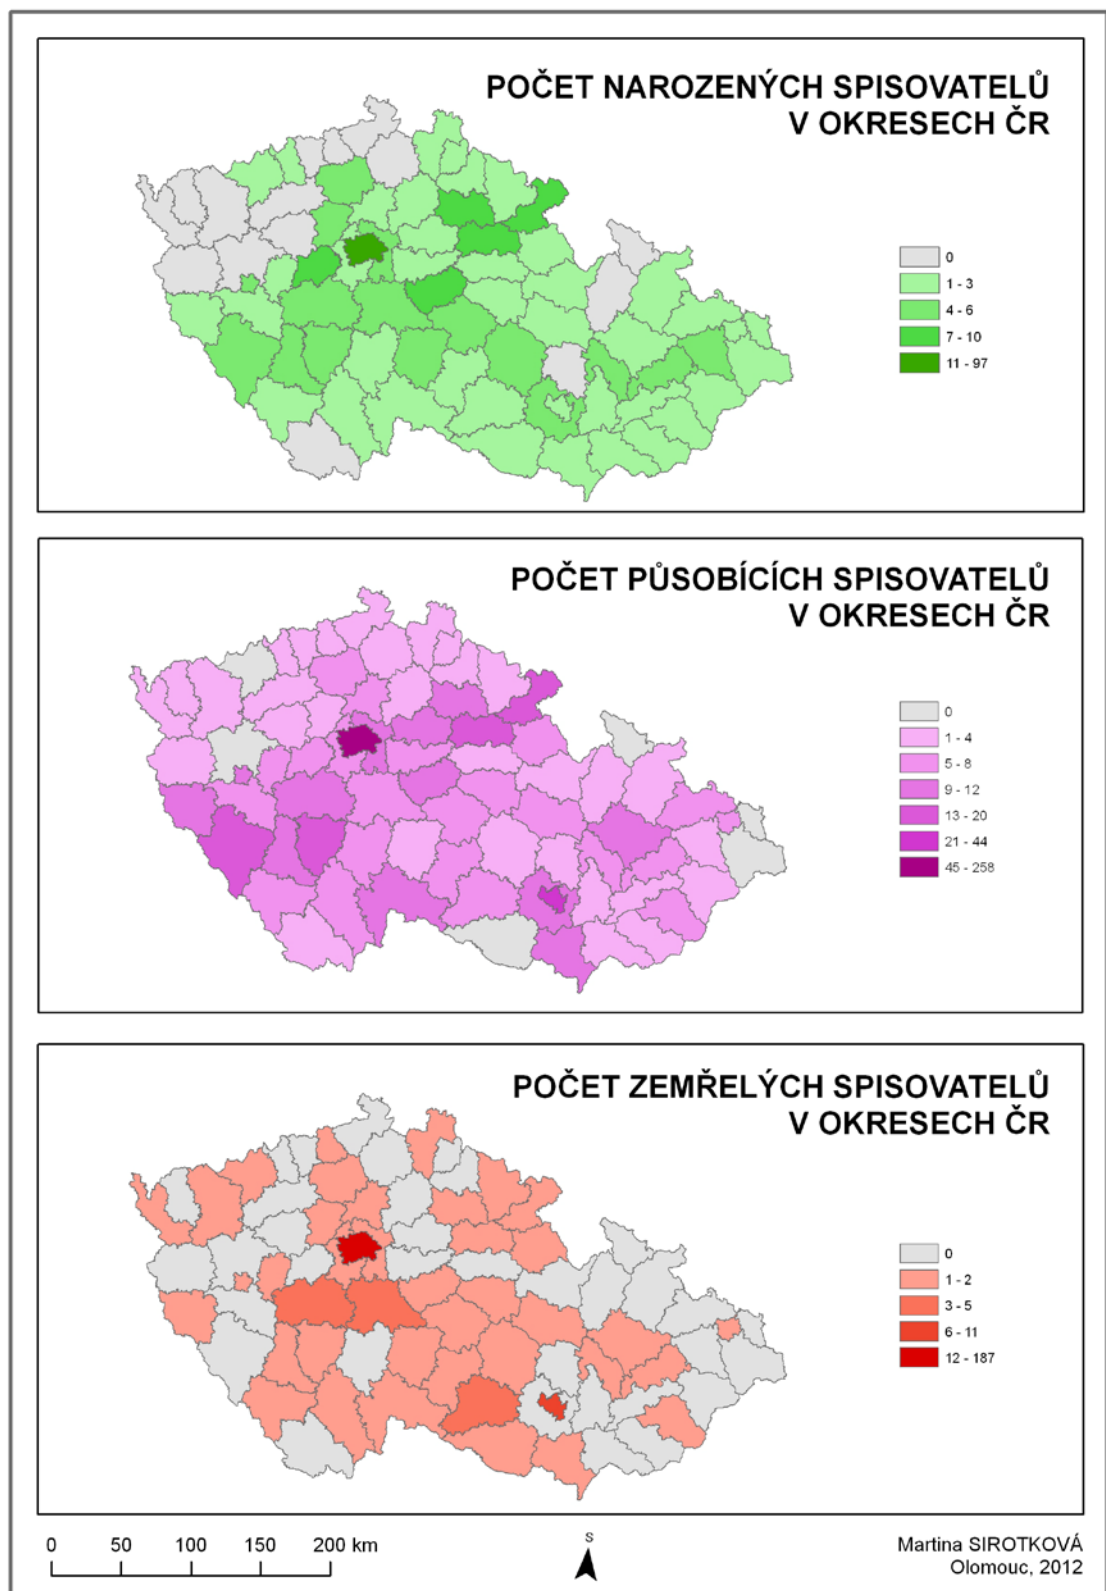 POČET NAROZENÝCH SPISOVATELŮ
V OKRESECH ČR
0
1 - 3
4 - 6
7 - 10
11 - 97
POČET PŮSOBÍCÍCH SPISOVATELŮ
V OKRESECH ČR
0
1 - 4
5 - 8
9 - 12
13 - 20
21 - 44
45 - 258
POČET ZEMŘELÝCH SPISOVATELŮ
V OKRESECH ČR
0
1 - 2
3 - 5
6 - 11
12 - 187
0 50 100 150 200 km
S
Martina SIROTKOVÁ
Olomouc, 2012